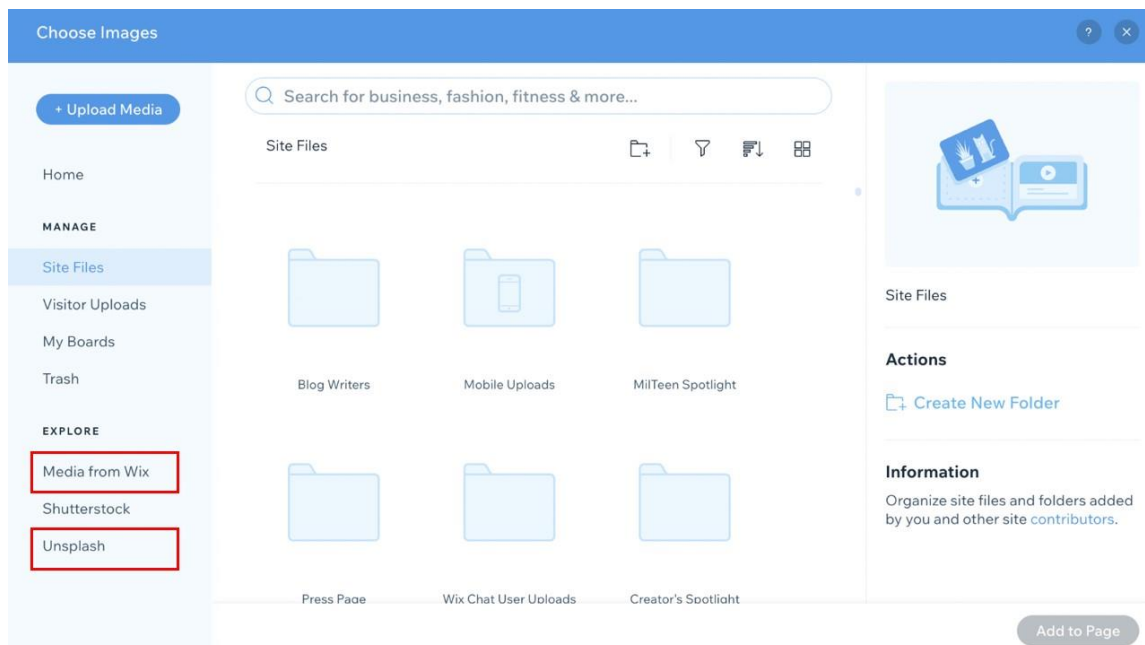 Choose Images
?
+ Upload Media
Search for business, fashion, fitness & more...
Home
Site Files
MANAGE
Site Files
Visitor Uploads
My Boards
Trash
EXPLORE
Media from Wix
Shutterstock
Unsplash
Blog Writers
Mobile Uploads
MilTeen Spotlight
Press Page
Wix Chat User Uploads
Creator's Spotlight
Site Files
Actions
Create New Folder
Information
Organize site files and folders added
by you and other site contributors.
Add to Page